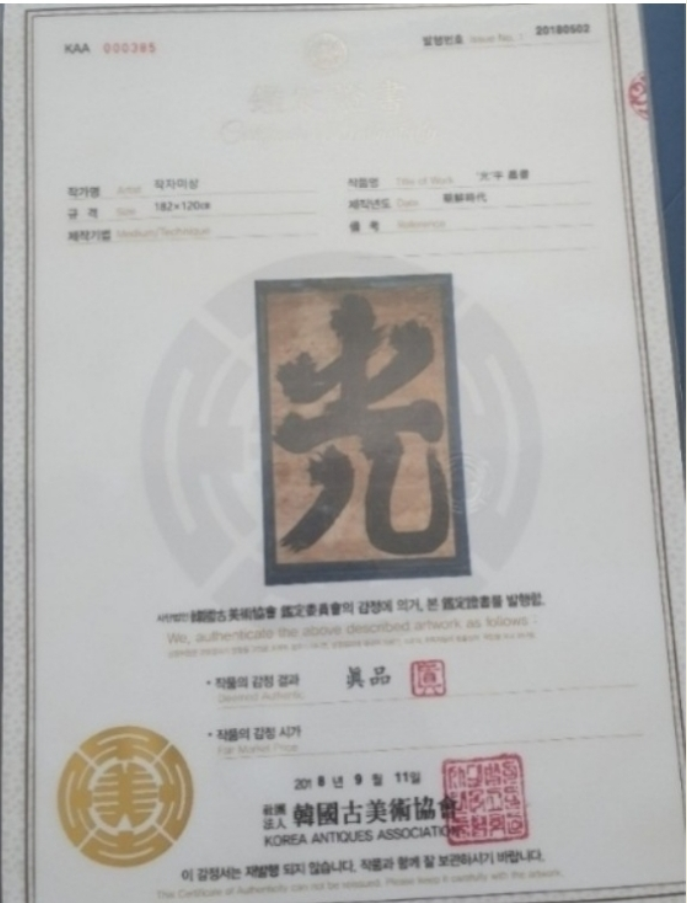 KAA 000385
발행번호 Issue No. : 20180502
鑑定證書
작가명 Artist 작자미상
작품명 Title of Work
규 격 Size 182×120㎝
제작년도 Date 朝鮮時代
제작기법 Medium/Technique
備 考 Reference
光
사단법인 韓國古美術協會 鑑定委員會의 감정에 의거, 본 鑑定證書를 발행함.
We, authenticate the above described artwork as follows :
• 작품의 감정 결과 眞品 眞
Deemed Authentic
• 작품의 감정 시가
Fair Market Price
2018 년 9 월 11일
社團法人 韓國古美術協會
KOREA ANTIQUES ASSOCIATION
이 감정서는 재발행 되지 않습니다. 작품과 함께 잘 보관하시기 바랍니다.
This Certificate of Authenticity can not be reissued. Please keep it carefully with the artwork.